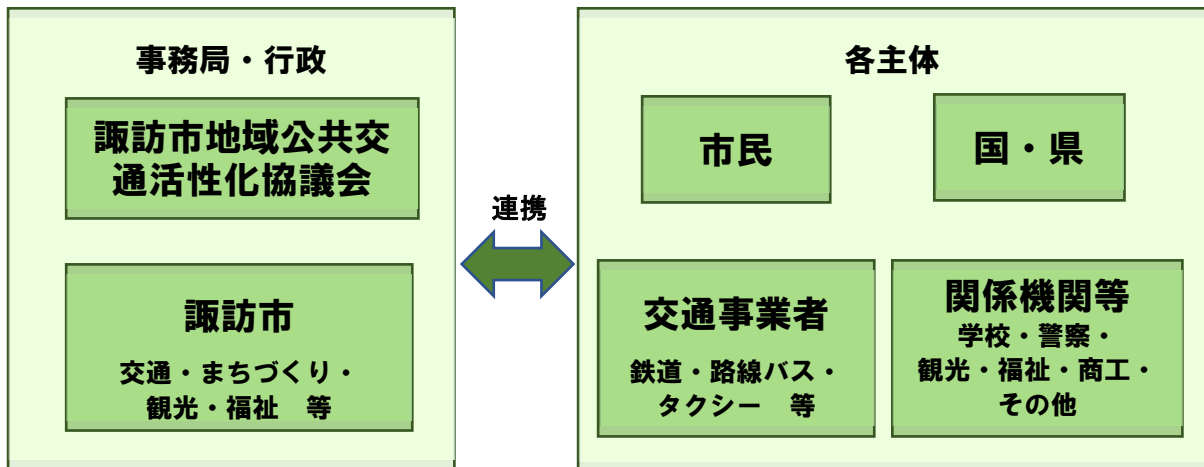 事務局・行政
諏訪市地域公共交
通活性化協議会
諏訪市
交通・まちづくり・
観光・福祉　等
連携
各主体
市民
国・県
交通事業者
鉄道・路線バス・
タクシー　等
関係機関等
学校・警察・
観光・福祉・商工・
その他